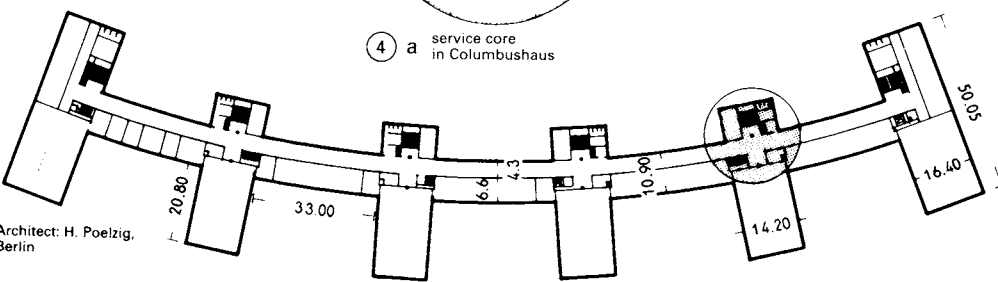 4 a service core
in Columbushaus
50.05
20.80
33.00
6.6
4.3
10.90
14.20
16.40
Architect: H. Poelzig,
Berlin